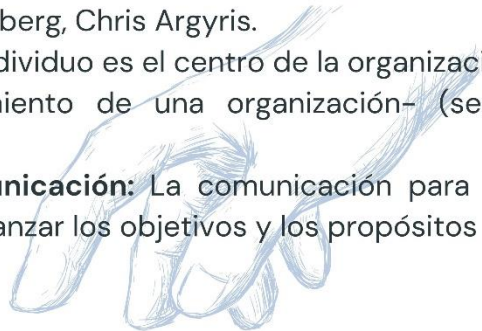 berg, Chris Argyris.
dividuo es el centro de la organizaci
iento de una organización- (se
nicación: La comunicación para
anzar los objetivos y los propósitos